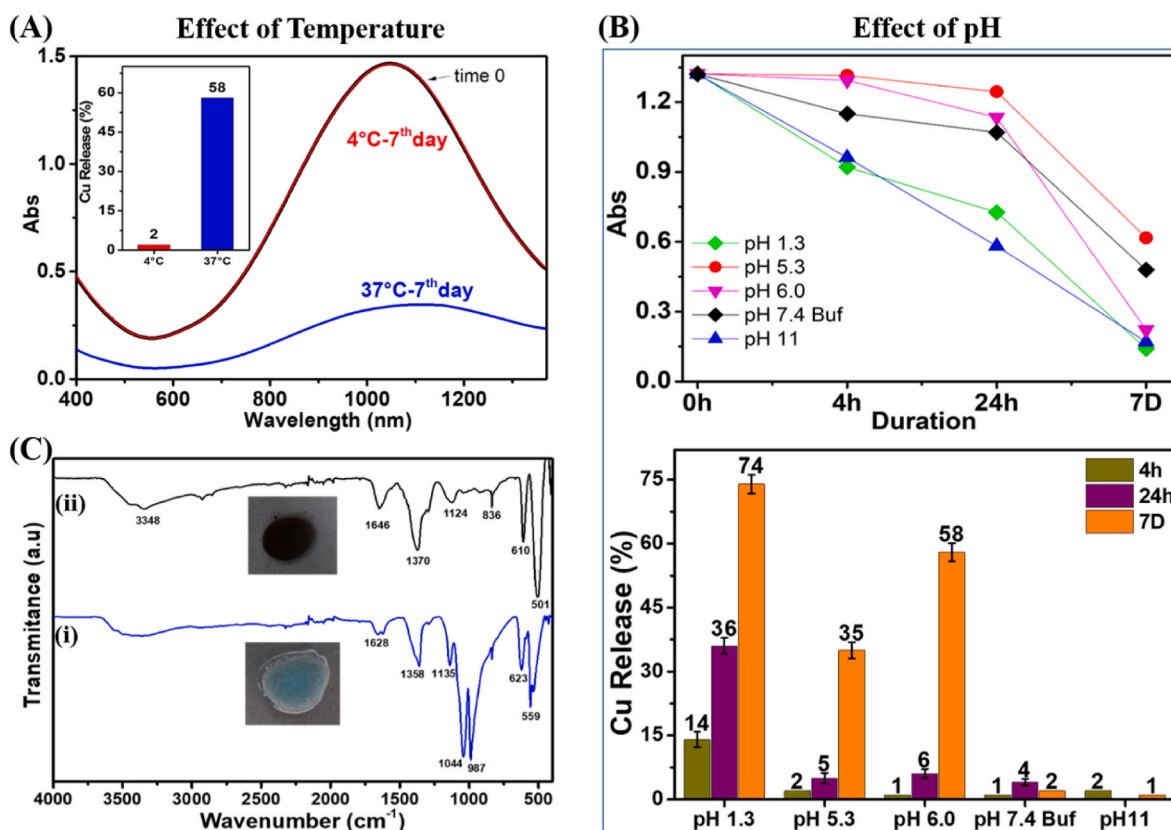 (A) Effect of Temperature
1.5
1.0
0.5
0.0
Abs
400 600 800 1000 1200
Wavelength (nm)
time 0
4°C-7th day
37°C-7th day
60
45
30
15
0
Cu Release (%)
2
58
4°C 37°C
(B) Effect of pH
1.2
0.9
0.6
0.3
0.0
Abs
pH 1.3
pH 5.3
pH 6.0
pH 7.4 Buf
pH 11
0h 4h 24h 7D
Duration
(C)
(ii)
3348
1646
1370
1124
836
610
501
(i)
1628
1358
1135
1044
987
623
559
Transmitance (a.u)
4000 3500 3000 2500 2000 1500 1000 500
Wavenumber (cm-1)
75
60
45
30
15
0
Cu Release (%)
4h
24h
7D
14 36 74
2 5 35
1 6 58
1 4 2
2 1
pH 1.3 pH 5.3 pH 6.0 pH 7.4 Buf pH11